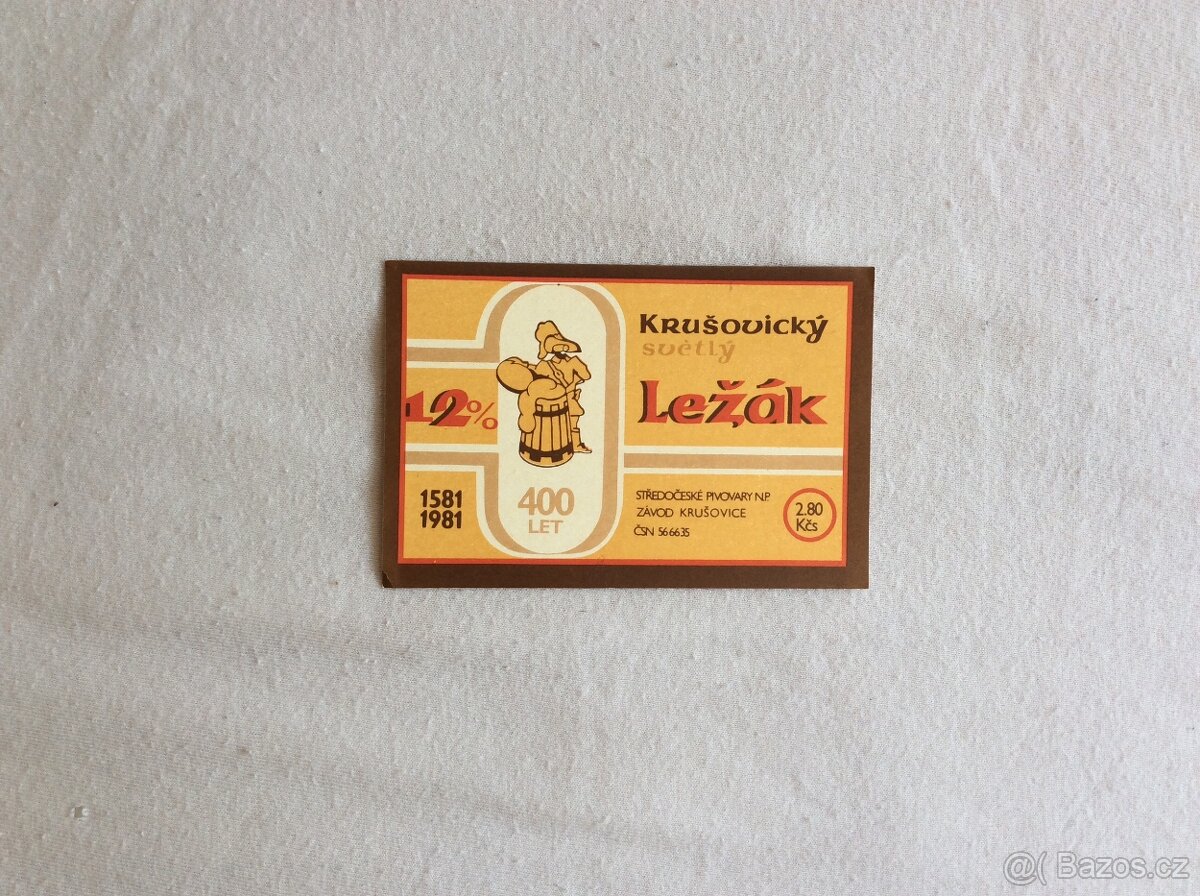 Krušovický
světlý
Ležák
12%
1581
1981
400
LET
STŘEDOČESKÉ PIVOVARY N.P.
ZÁVOD KRUŠOVICE
ČSN 56 6635
2.80
Kčs
@( Bazos.cz